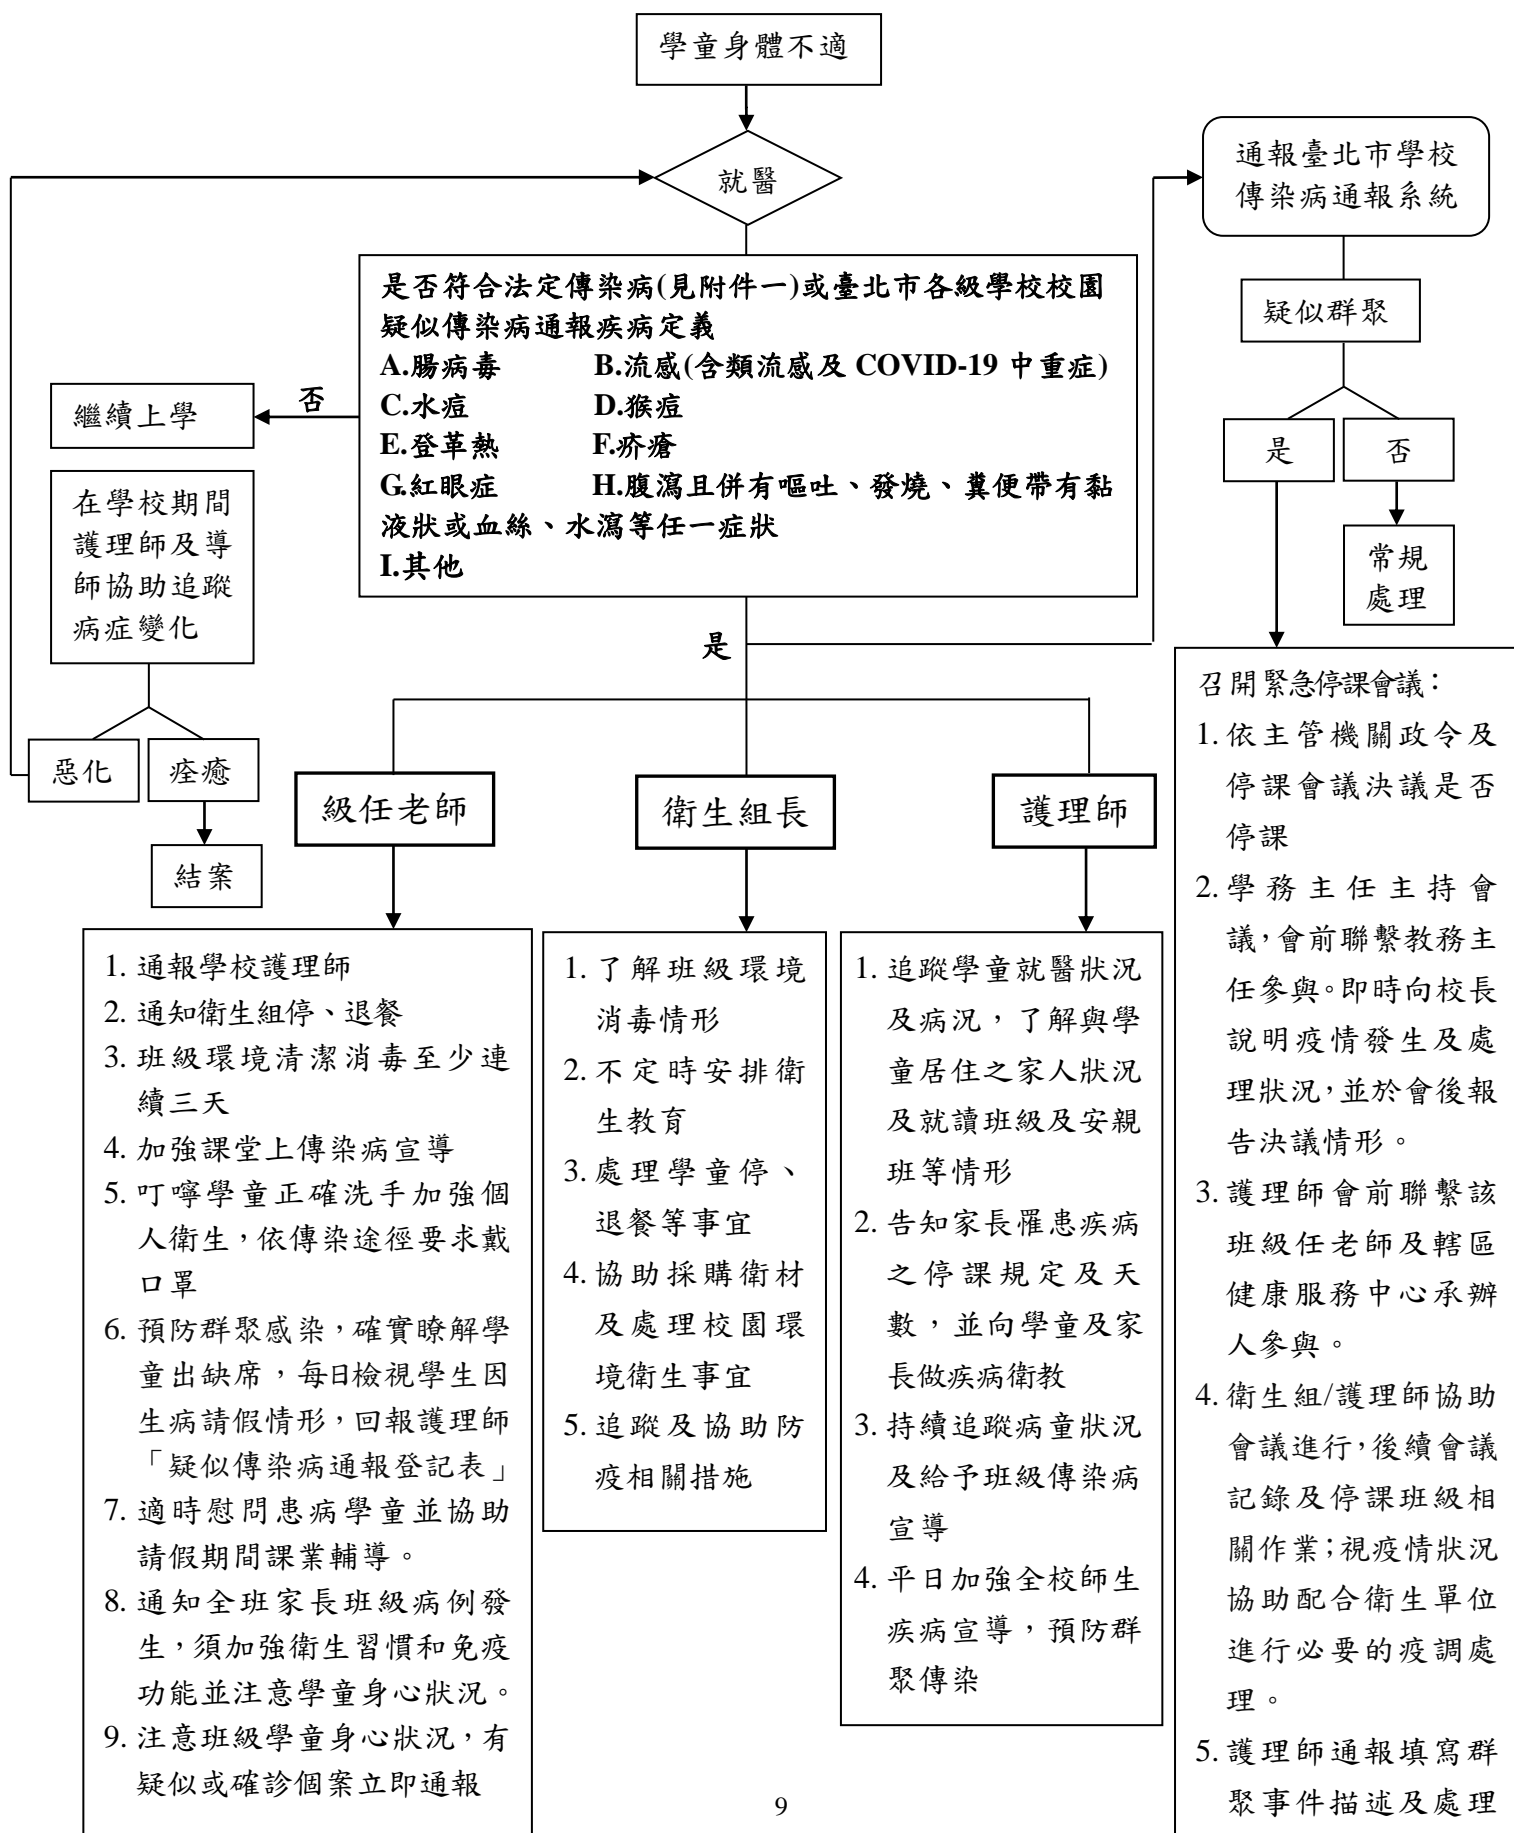 學童身體不適
就醫
通報臺北市學校
傳染病通報系統
疑似群聚
是
否
常規
處理
是否符合法定傳染病(見附件一)或臺北市各級學校校園
疑似傳染病通報疾病定義
A.腸病毒 B.流感(含類流感及 COVID-19 中重症)
C.水痘 D.猴痘
E.登革熱 F.疥瘡
G.紅眼症 H.腹瀉且併有嘔吐、發燒、糞便帶有黏
液狀或血絲、水瀉等任一症狀
I.其他
否
繼續上學
在學校期間
護理師及導
師協助追蹤
病症變化
惡化
痊癒
結案
是
級任老師
衛生組長
護理師
1. 通報學校護理師
2. 通知衛生組停、退餐
3. 班級環境清潔消毒至少連
續三天
4. 加強課堂上傳染病宣導
5. 叮嚀學童正確洗手加強個
人衛生，依傳染途徑要求戴
口罩
6. 預防群聚感染，確實瞭解學
童出缺席，每日檢視學生因
生病請假情形，回報護理師
「疑似傳染病通報登記表」
7. 適時慰問患病學童並協助
請假期間課業輔導。
8. 通知全班家長班級病例發
生，須加強衛生習慣和免疫
功能並注意學童身心狀況。
9. 注意班級學童身心狀況，有
疑似或確診個案立即通報
1. 了解班級環境
消毒情形
2. 不定時安排衛
生教育
3. 處理學童停、
退餐等事宜
4. 協助採購衛材
及處理校園環
境衛生事宜
5. 追蹤及協助防
疫相關措施
1. 追蹤學童就醫狀況
及病況，了解與學
童居住之家人狀況
及就讀班級及安親
班等情形
2. 告知家長罹患疾病
之停課規定及天
數，並向學童及家
長做疾病衛教
3. 持續追蹤病童狀況
及給予班級傳染病
宣導
4. 平日加強全校師生
疾病宣導，預防群
聚傳染
召開緊急停課會議：
1. 依主管機關政令及
停課會議決議是否
停課
2. 學務主任主持會
議，會前聯繫教務主
任參與。即時向校長
說明疫情發生及處
理狀況，並於會後報
告決議情形。
3. 護理師會前聯繫該
班級任老師及轄區
健康服務中心承辦
人參與。
4. 衛生組/護理師協助
會議進行，後續會議
記錄及停課班級相
關作業；視疫情狀況
協助配合衛生單位
進行必要的疫調處
理。
5. 護理師通報填寫群
聚事件描述及處理
9